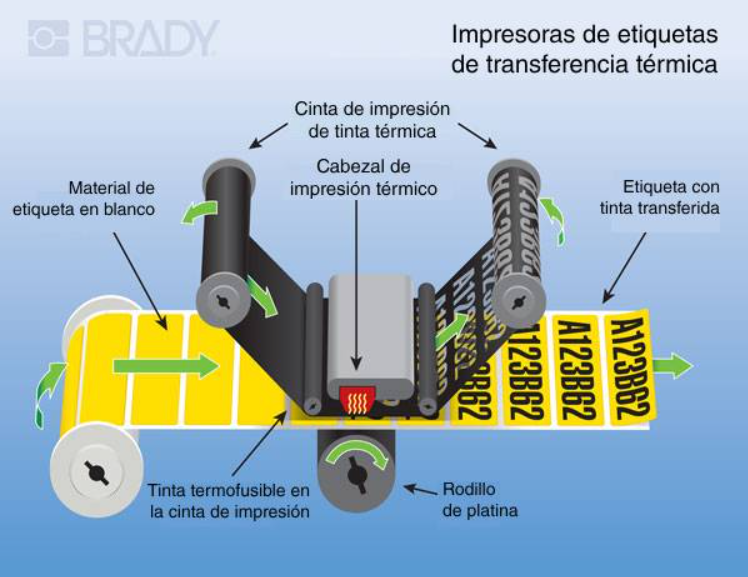 BRADY
Impresoras de etiquetas
de transferencia térmica
Cinta de impresión
de tinta térmica
Cabezal de
impresión térmico
Material de
etiqueta en blanco
Etiqueta con
tinta transferida
A123B62
A123B62
A123B62
A123B62
Tinta termofusible en
la cinta de impresión
Rodillo
de platina